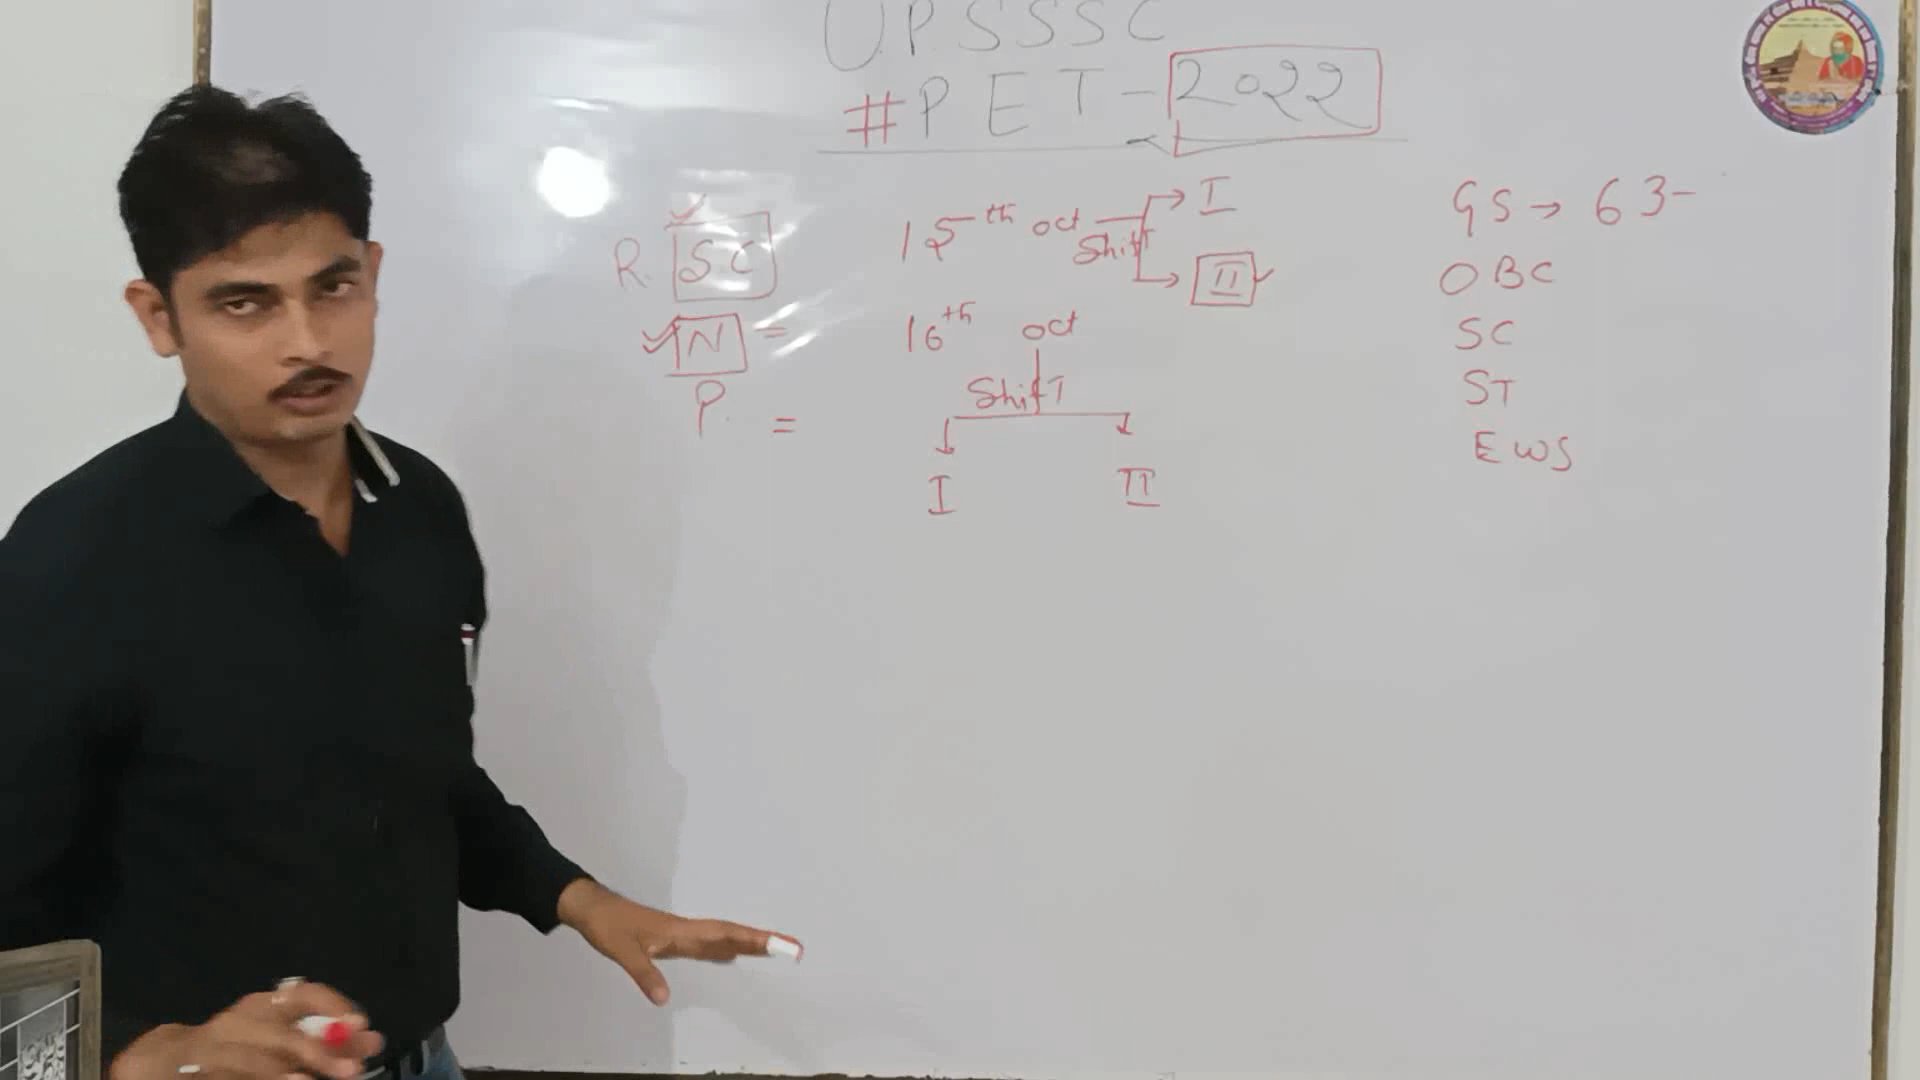 UPSSSC
#PET-2022
R. SC
N =
P. =
15th oct Shift
I
II
16th oct
Shift
I II
GS → 63-
OBC
SC
ST
EWS